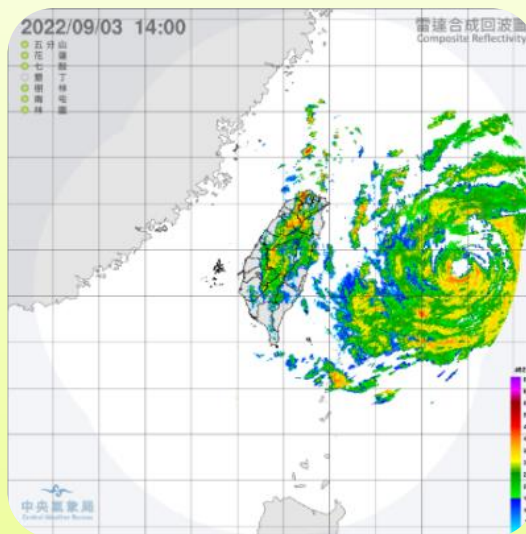 2022/09/03 14:00
雷達合成回波圖
Composite Reflectivity
五分山
花蓮
七股
墾丁
樹林
南屯
林園
中央氣象局
Central Weather Bureau